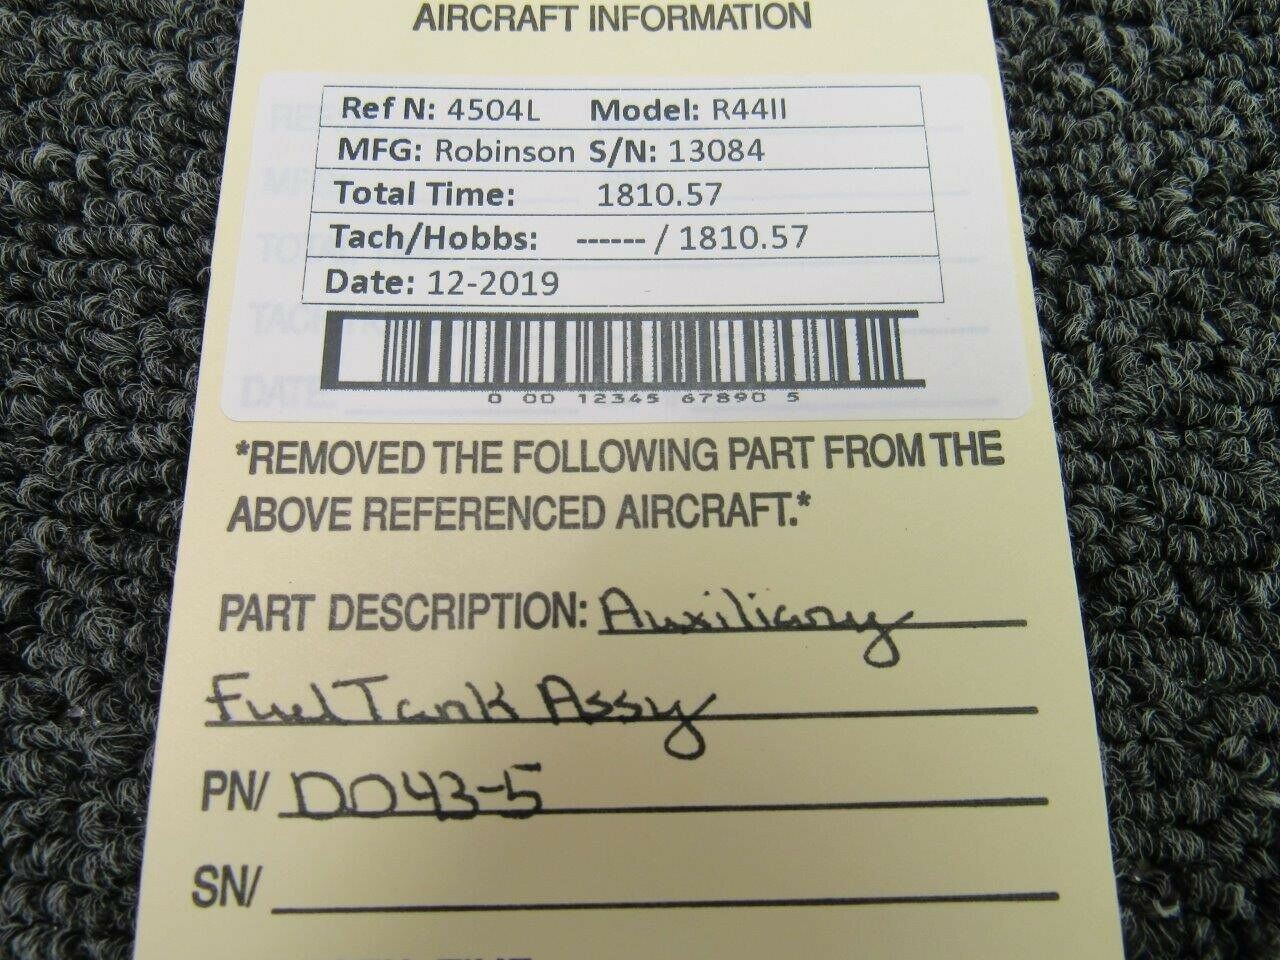 AIRCRAFT INFORMATION
Ref N: 4504L Model: R44II
MFG: Robinson S/N: 13084
Total Time: 1810.57
Tach/Hobbs: ------ / 1810.57
Date: 12-2019
0 00 12345 67890 5
*REMOVED THE FOLLOWING PART FROM THE
ABOVE REFERENCED AIRCRAFT.*
PART DESCRIPTION: Auxiliary
Fuel Tank Assy
PN/ D043-5
SN/